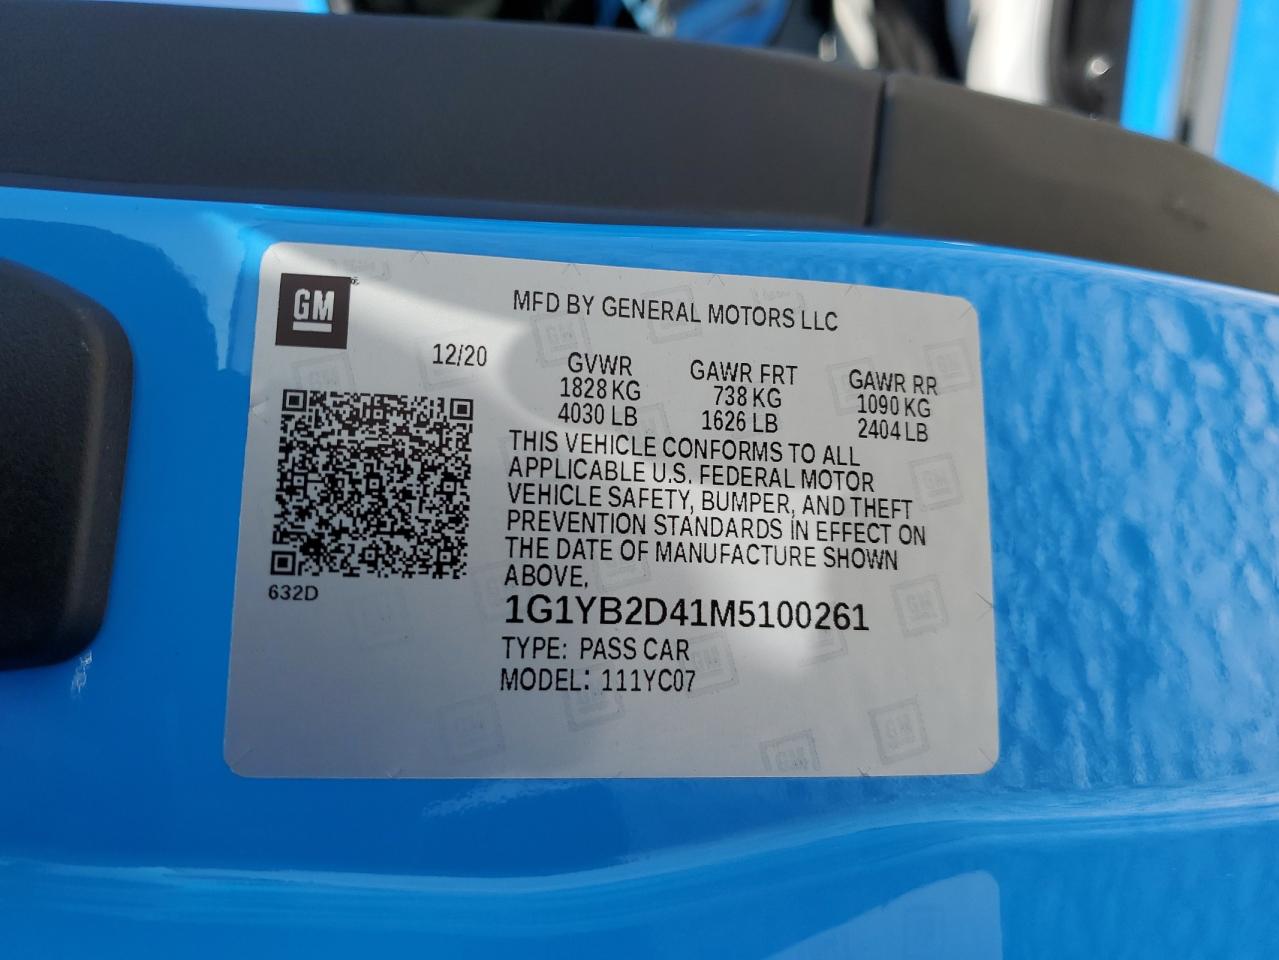 GM
MFD BY GENERAL MOTORS LLC
12/20
GVWR GAWR FRT GAWR RR
1828 KG 738 KG 1090 KG
4030 LB 1626 LB 2404 LB
THIS VEHICLE CONFORMS TO ALL
APPLICABLE U.S. FEDERAL MOTOR
VEHICLE SAFETY, BUMPER, AND THEFT
PREVENTION STANDARDS IN EFFECT ON
THE DATE OF MANUFACTURE SHOWN
ABOVE.
632D
1G1YB2D41M5100261
TYPE: PASS CAR
MODEL: 111YC07